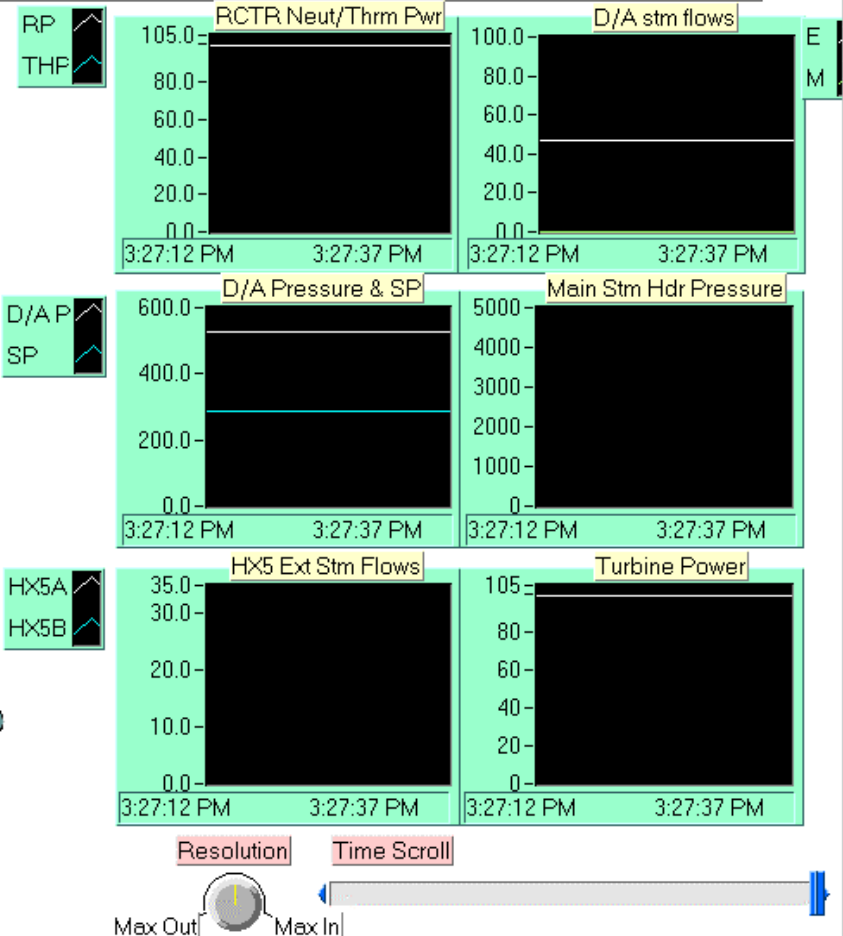 RP
THP
RCTR Neut/Thrm Pwr
105.0
80.0
60.0
40.0
20.0
0.0
3:27:12 PM 3:27:37 PM
D/A stm flows
100.0
80.0
60.0
40.0
20.0
0.0
3:27:12 PM 3:27:37 PM
E
M
D/A P
SP
D/A Pressure & SP
600.0
400.0
200.0
0.0
3:27:12 PM 3:27:37 PM
Main Stm Hdr Pressure
5000
4000
3000
2000
1000
0
3:27:12 PM 3:27:37 PM
HX5A
HX5B
HX5 Ext Stm Flows
35.0
30.0
20.0
10.0
0.0
3:27:12 PM 3:27:37 PM
Turbine Power
105
80
60
40
20
0
3:27:12 PM 3:27:37 PM
Resolution
Max Out Max In
Time Scroll